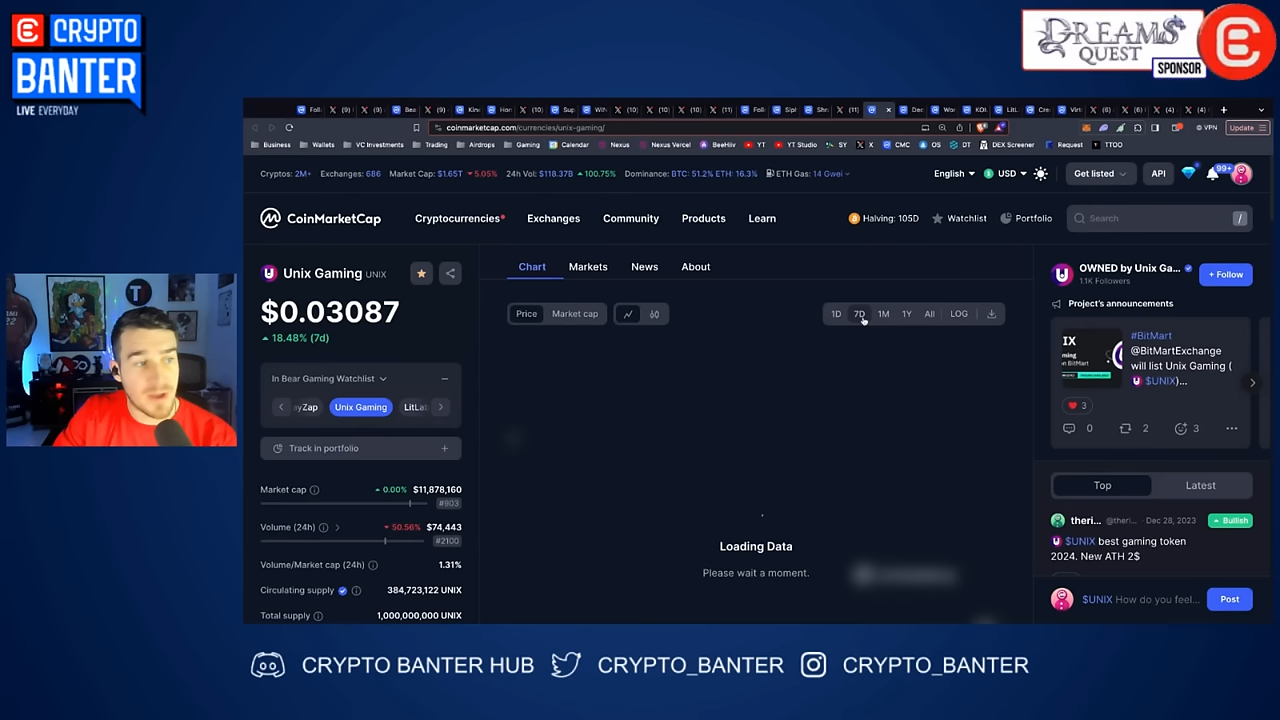 CRYPTO
BANTER
LIVE EVERYDAY
DREAMS
QUEST
SPONSOR
coinmarketcap.com/currencies/unix-gaming/
VPN
Update
Business
Wallets
VC Investments
Trading
Airdrops
Gaming
Calendar
Nexus
Nexus Vercel
BeeHiiv
YT
YT Studio
SY
X
CMC
OS
DT
DEX Screener
Request
TTOO
Cryptos: 2M+ Exchanges: 686 Market Cap: $1.65T 5.05% 24h Vol: $118.37B 100.75% Dominance: BTC: 51.2% ETH: 16.3% ETH Gas: 14 Gwei
English
USD
Get listed
API
99+
CoinMarketCap
Cryptocurrencies
Exchanges
Community
Products
Learn
Halving: 105D
Watchlist
Portfolio
Search
/
Unix Gaming UNIX
$0.03087
18.48% (7d)
In Bear Gaming Watchlist
ayZap
Unix Gaming
LitLa
Track in portfolio
Market cap 0.00% $11,878,160
#903
Volume (24h) 50.56% $74,443
#2100
Volume/Market cap (24h) 1.31%
Circulating supply 384,723,122 UNIX
Total supply 1,000,000,000 UNIX
Chart
Markets
News
About
Price
Market cap
1D
7D
1M
1Y
All
LOG
Loading Data
Please wait a moment.
OWNED by Unix Ga...
1.1K Followers
+ Follow
Project's announcements
#BitMart
@BitMartExchange
will list Unix Gaming (
$UNIX)...
3
0
2
3
Top
Latest
theri... @theri... · Dec 28, 2023
Bullish
$UNIX best gaming token
2024. New ATH 2$
$UNIX How do you feel...
Post
CRYPTO BANTER HUB
CRYPTO_BANTER
CRYPTO_BANTER